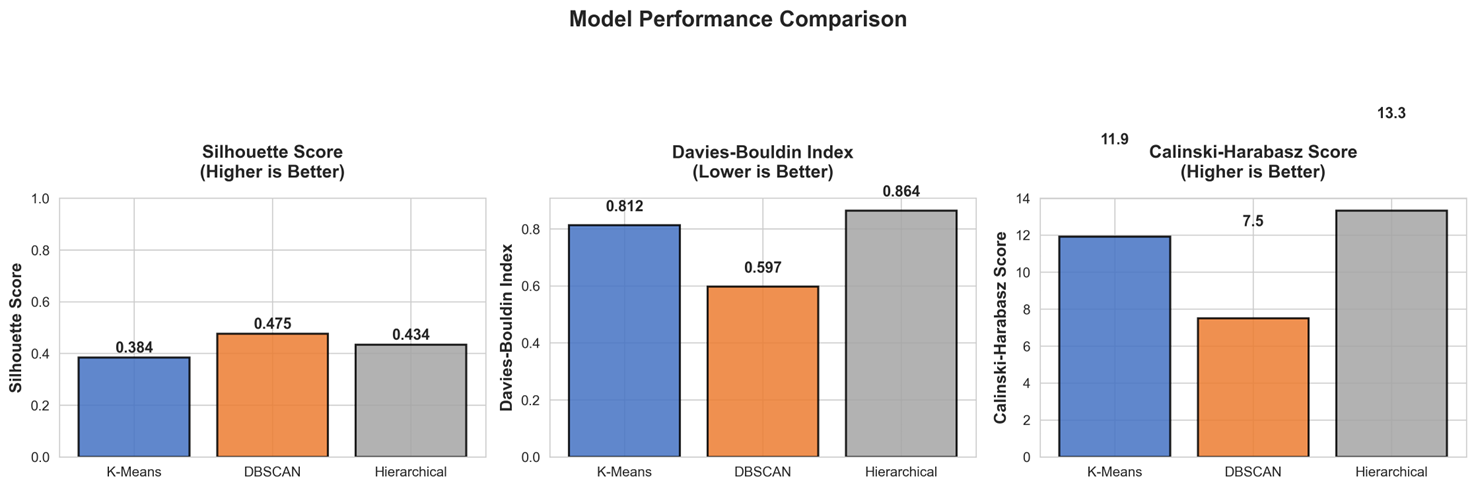 Model Performance Comparison
Silhouette Score
(Higher is Better)
Silhouette Score
1.0
0.8
0.6
0.4
0.2
0.0
0.384
0.475
0.434
K-Means
DBSCAN
Hierarchical
Davies-Bouldin Index
(Lower is Better)
Davies-Bouldin Index
0.8
0.6
0.4
0.2
0.0
0.812
0.597
0.864
K-Means
DBSCAN
Hierarchical
Calinski-Harabasz Score
(Higher is Better)
Calinski-Harabasz Score
14
12
10
8
6
4
2
0
11.9
7.5
13.3
K-Means
DBSCAN
Hierarchical